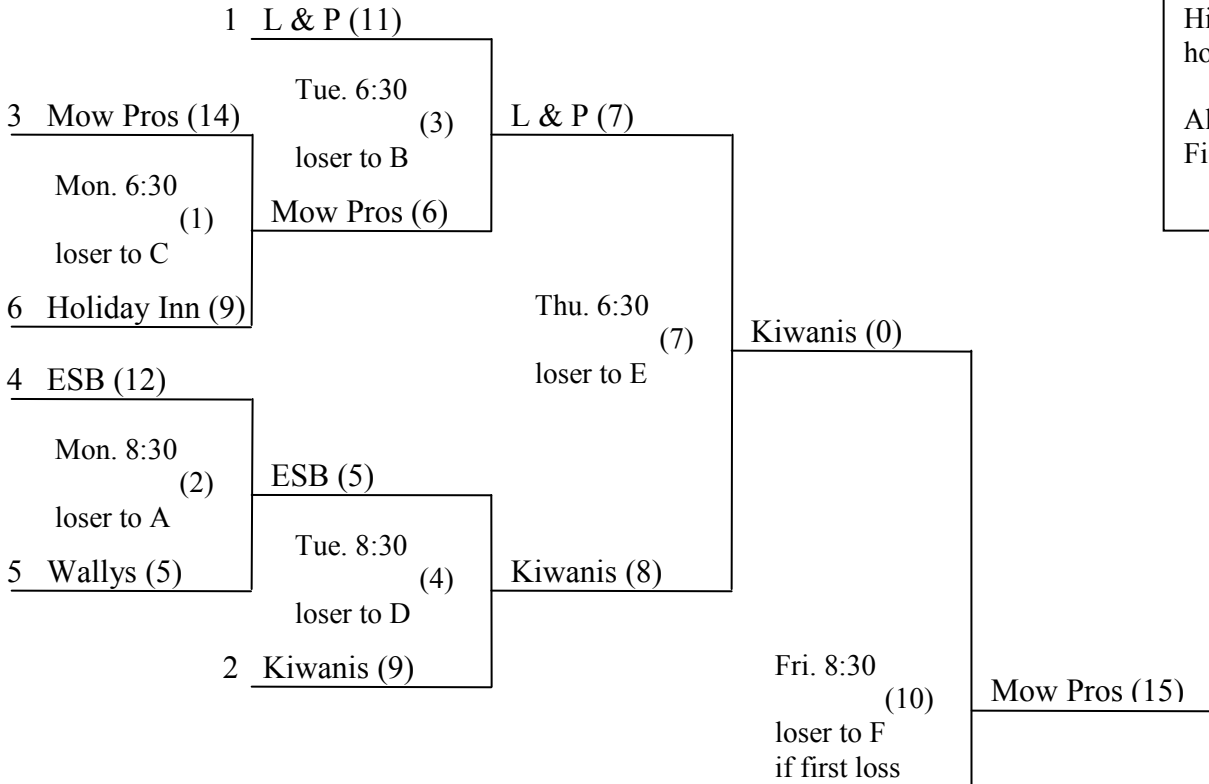 1 L & P (11)
Tue. 6:30
3 Mow Pros (14)
(3)
L & P (7)
loser to B
Mon. 6:30
(1)
Mow Pros (6)
loser to C
6 Holiday Inn (9)
Thu. 6:30
(7)
Kiwanis (0)
loser to E
4 ESB (12)
Mon. 8:30
(2)
ESB (5)
loser to A
Tue. 8:30
5 Wallys (5)
(4)
Kiwanis (8)
loser to D
2 Kiwanis (9)
Fri. 8:30
(10)
Mow Pros (15)
loser to F
if first loss